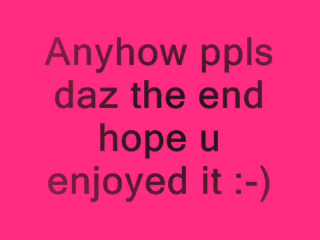 Anyhow ppls
daz the end
hope u
enjoyed it :-)